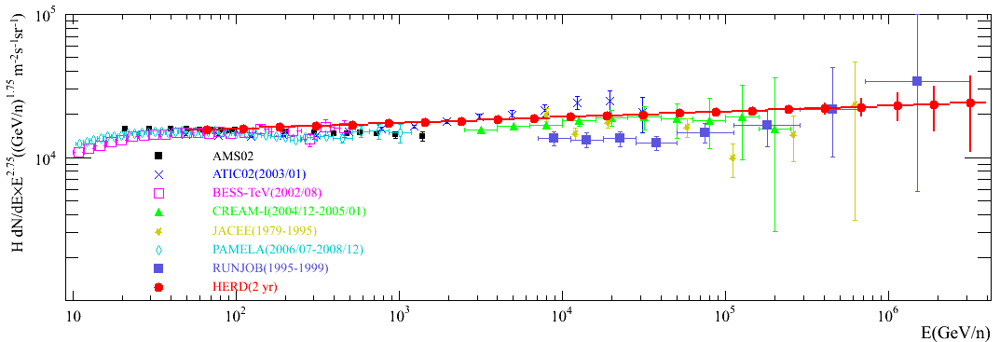 H dN/dE×E^2.75((GeV/n)^1.75 m^-2s^-1sr^-1)
10^5
10^4
AMS02
ATIC02(2003/01)
BESS-TeV(2002/08)
CREAM-I(2004/12-2005/01)
JACEE(1979-1995)
PAMELA(2006/07-2008/12)
RUNJOB(1995-1999)
HERD(2 yr)
10 10^2 10^3 10^4 10^5 10^6
E(GeV/n)